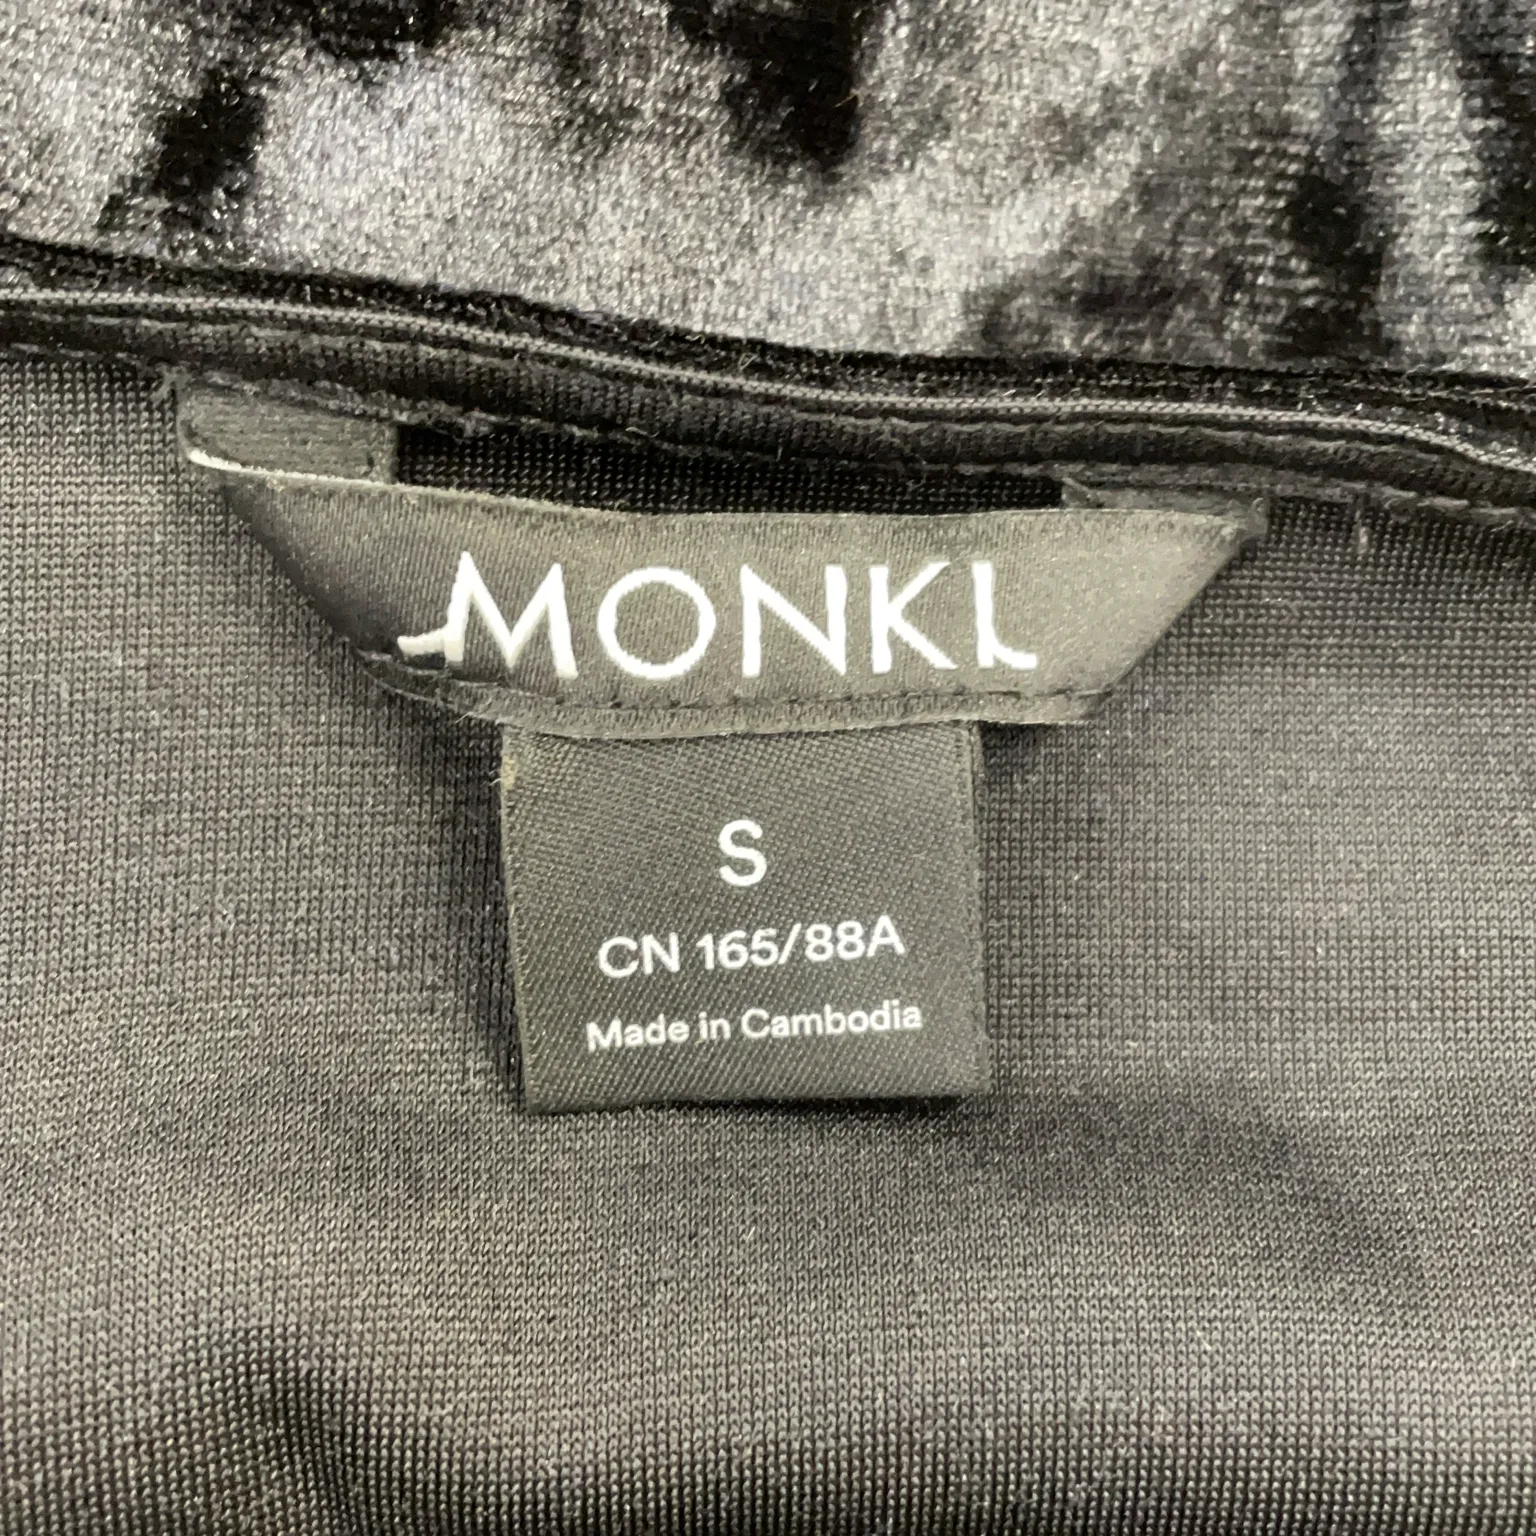 MONKI
S
CN 165/88A
Made in Cambodia